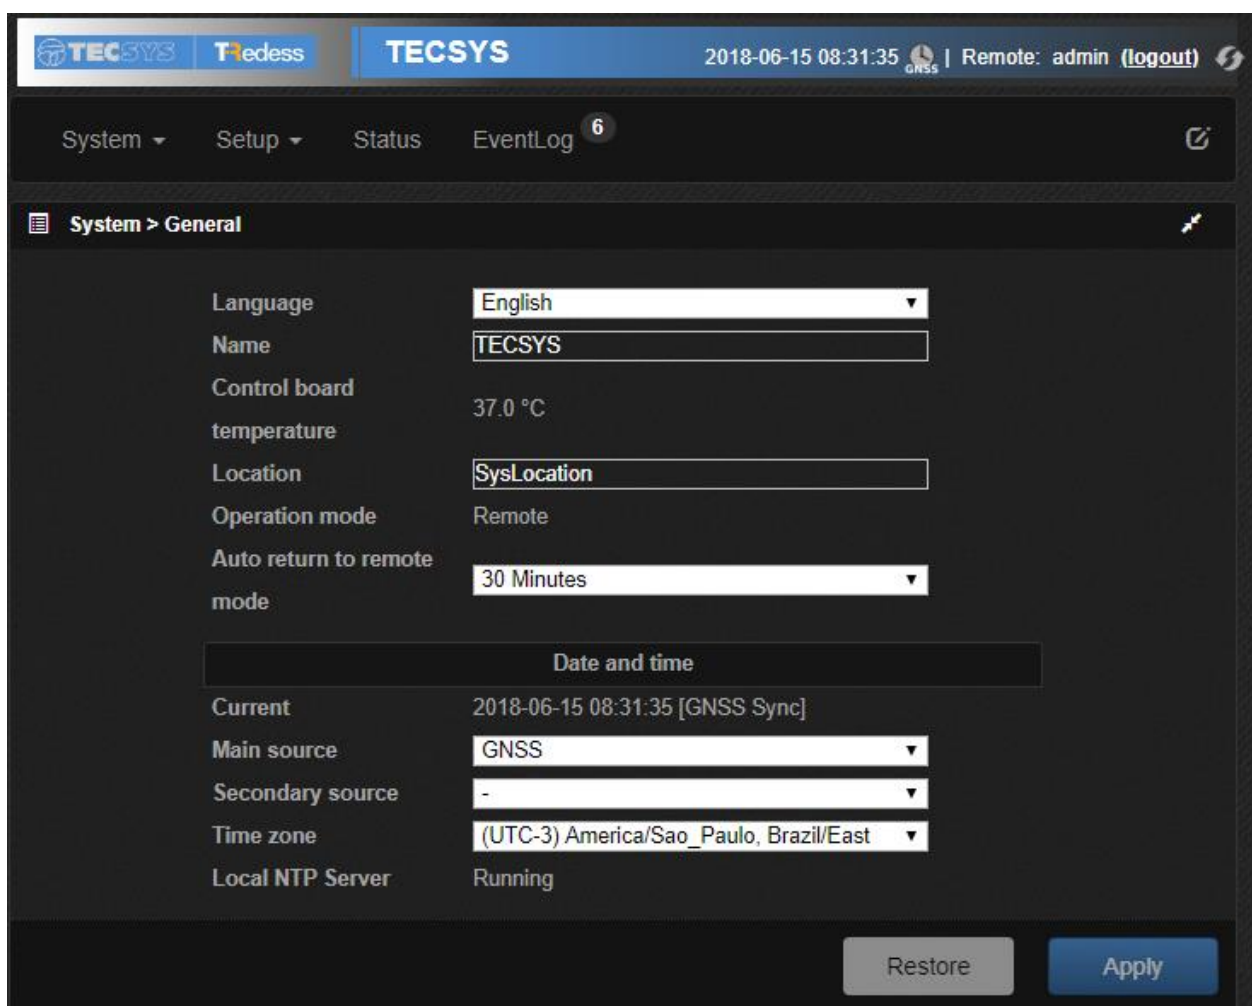 TECSYS TRedess TECSYS 2018-06-15 08:31:35 GNSS | Remote: admin (logout)
System Setup Status EventLog 6
System > General
Language English
Name TECSYS
Control board
temperature
37.0 °C
Location SysLocation
Operation mode Remote
Auto return to remote
mode
30 Minutes
Date and time
Current 2018-06-15 08:31:35 [GNSS Sync]
Main source GNSS
Secondary source -
Time zone (UTC-3) America/Sao_Paulo, Brazil/East
Local NTP Server Running
Restore Apply